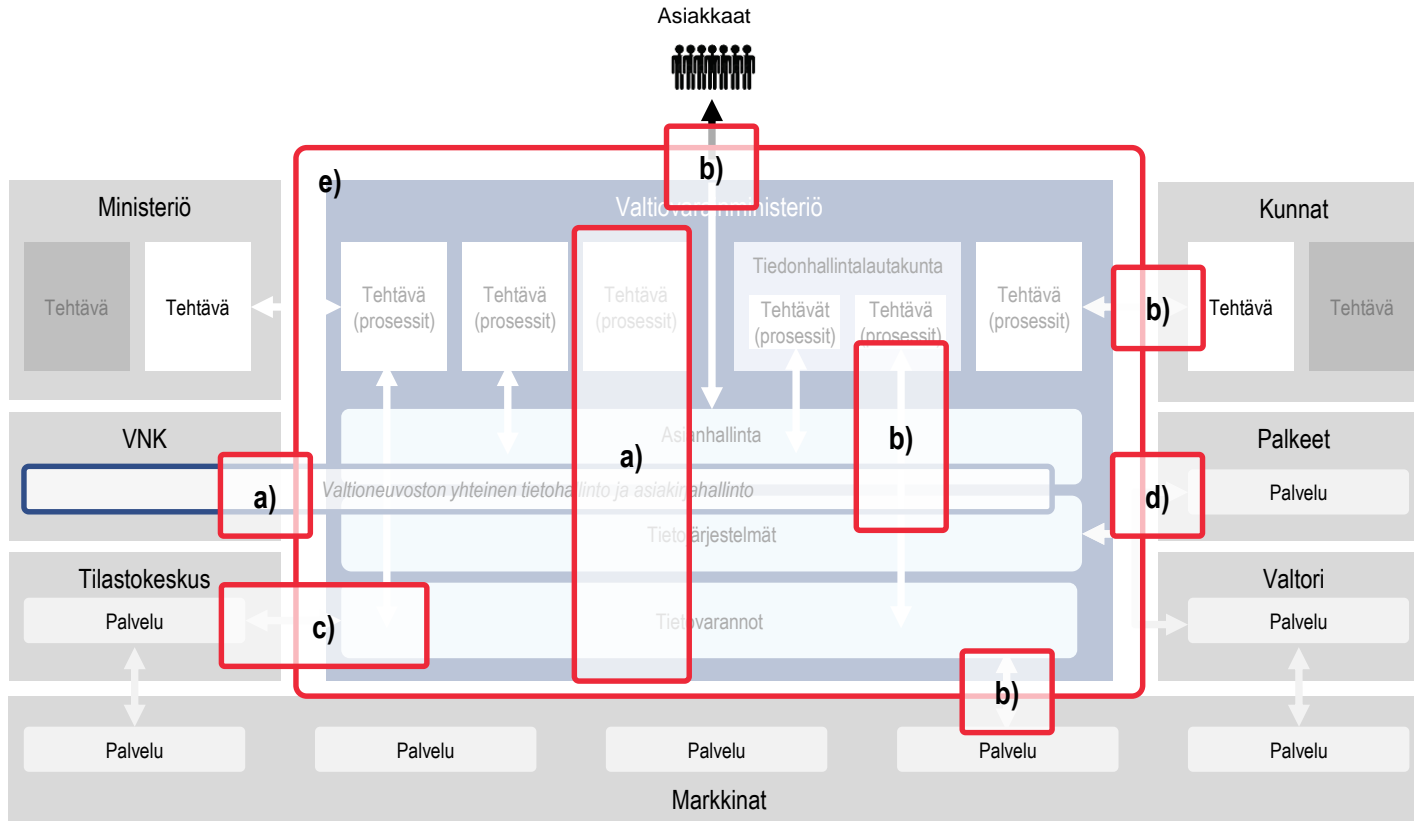 Asiakkaat
b)
e)
Ministeriö
Valtiovarainministeriö
Kunnat
Tehtävä
Tehtävä
Tehtävä
(prosessit)
Tehtävä
(prosessit)
Tehtävä
(prosessit)
Tiedonhallintalautakunta
Tehtävät
(prosessit)
Tehtävä
(prosessit)
Tehtävä
(prosessit)
b)
Tehtävä
Tehtävä
VNK
Asianhallinta
b)
Palkeet
a)
a)
Valtioneuvoston yhteinen tietohallinto ja asiakirjahallinto
d)
Palvelu
Tietojärjestelmät
Tilastokeskus
Valtori
Palvelu
c)
Tietovarannot
Palvelu
b)
Palvelu
Palvelu
Palvelu
Palvelu
Palvelu
Markkinat